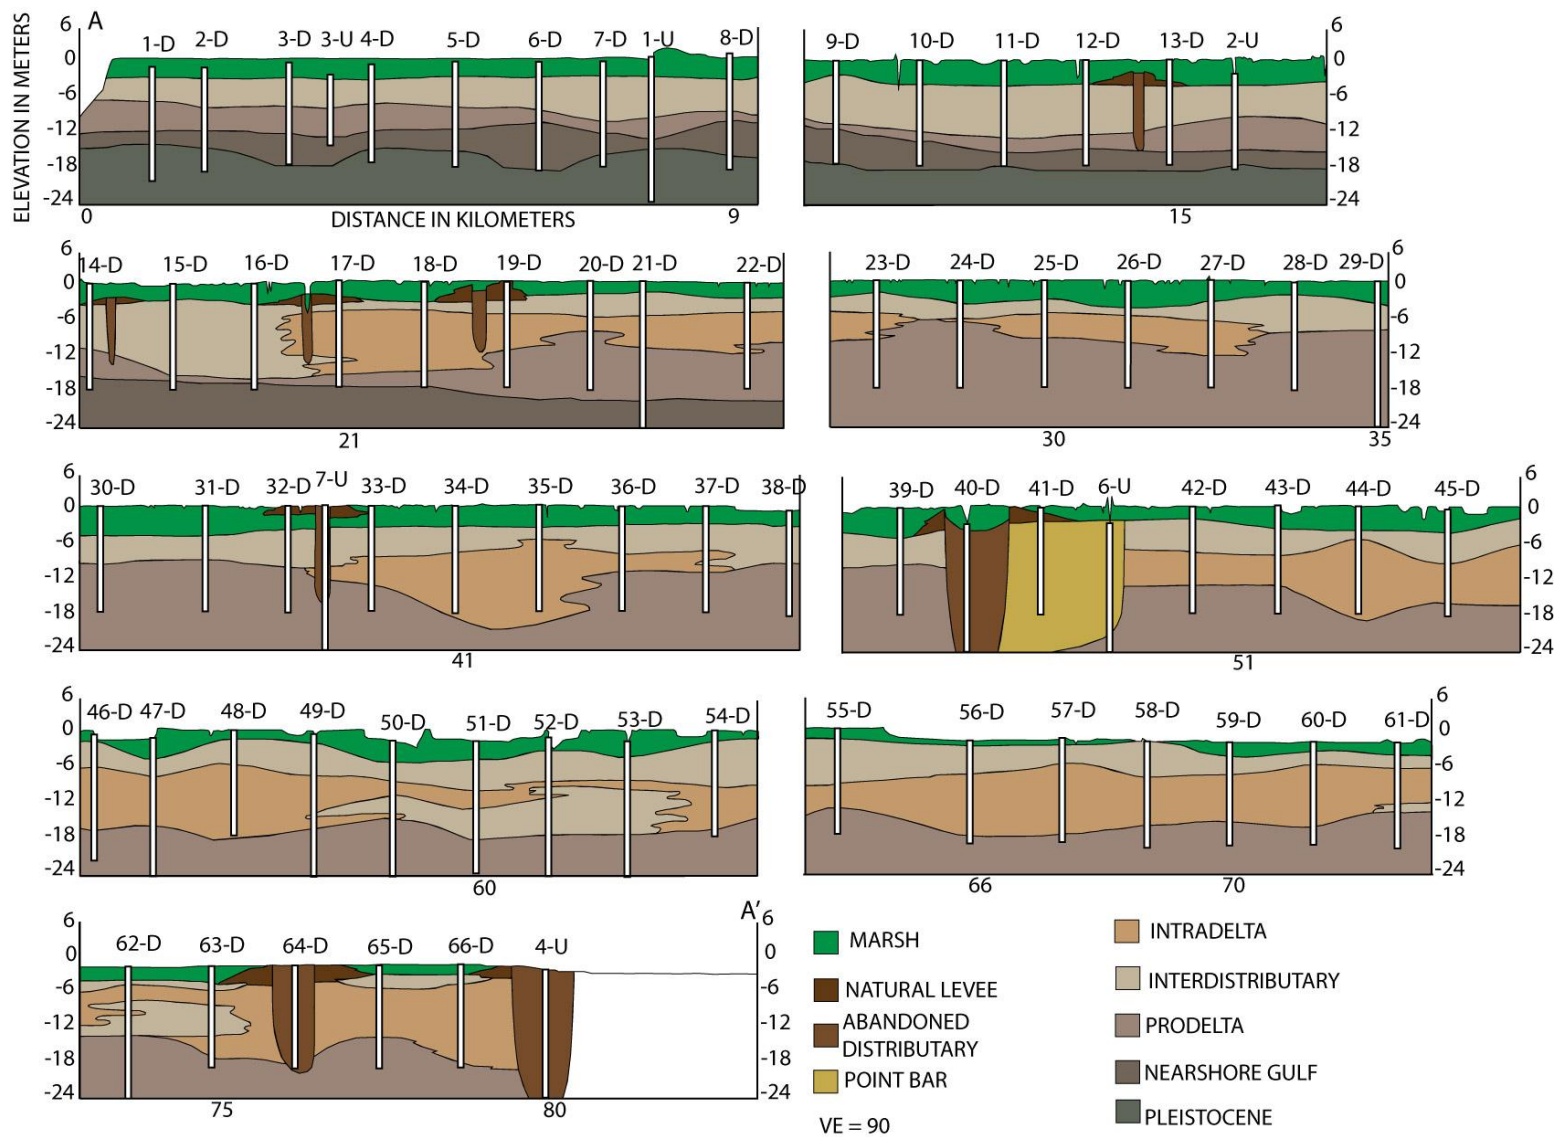 ELEVATION IN METERS
A
6
0
-6
-12
-18
-24
1-D 2-D 3-D 3-U 4-D 5-D 6-D 7-D 1-U 8-D
0 DISTANCE IN KILOMETERS 9
9-D 10-D 11-D 12-D 13-D 2-U
6
0
-6
-12
-18
-24
15
6
0
-6
-12
-18
-24
14-D 15-D 16-D 17-D 18-D 19-D 20-D 21-D 22-D
21
23-D 24-D 25-D 26-D 27-D 28-D 29-D
6
0
-6
-12
-18
-24
30 35
6
0
-6
-12
-18
-24
30-D 31-D 32-D 7-U 33-D 34-D 35-D 36-D 37-D 38-D
41
39-D 40-D 41-D 6-U 42-D 43-D 44-D 45-D
6
0
-6
-12
-18
-24
51
6
0
-6
-12
-18
-24
46-D 47-D 48-D 49-D 50-D 51-D 52-D 53-D 54-D
60
55-D 56-D 57-D 58-D 59-D 60-D 61-D
6
0
-6
-12
-18
-24
66 70
6
0
-6
-12
-18
-24
62-D 63-D 64-D 65-D 66-D 4-U
A'
6
0
-6
-12
-18
-24
75 80
MARSH
NATURAL LEVEE
ABANDONED
DISTRIBUTARY
POINT BAR
VE = 90
INTRADELTA
INTERDISTRIBUTARY
PRODELTA
NEARSHORE GULF
PLEISTOCENE